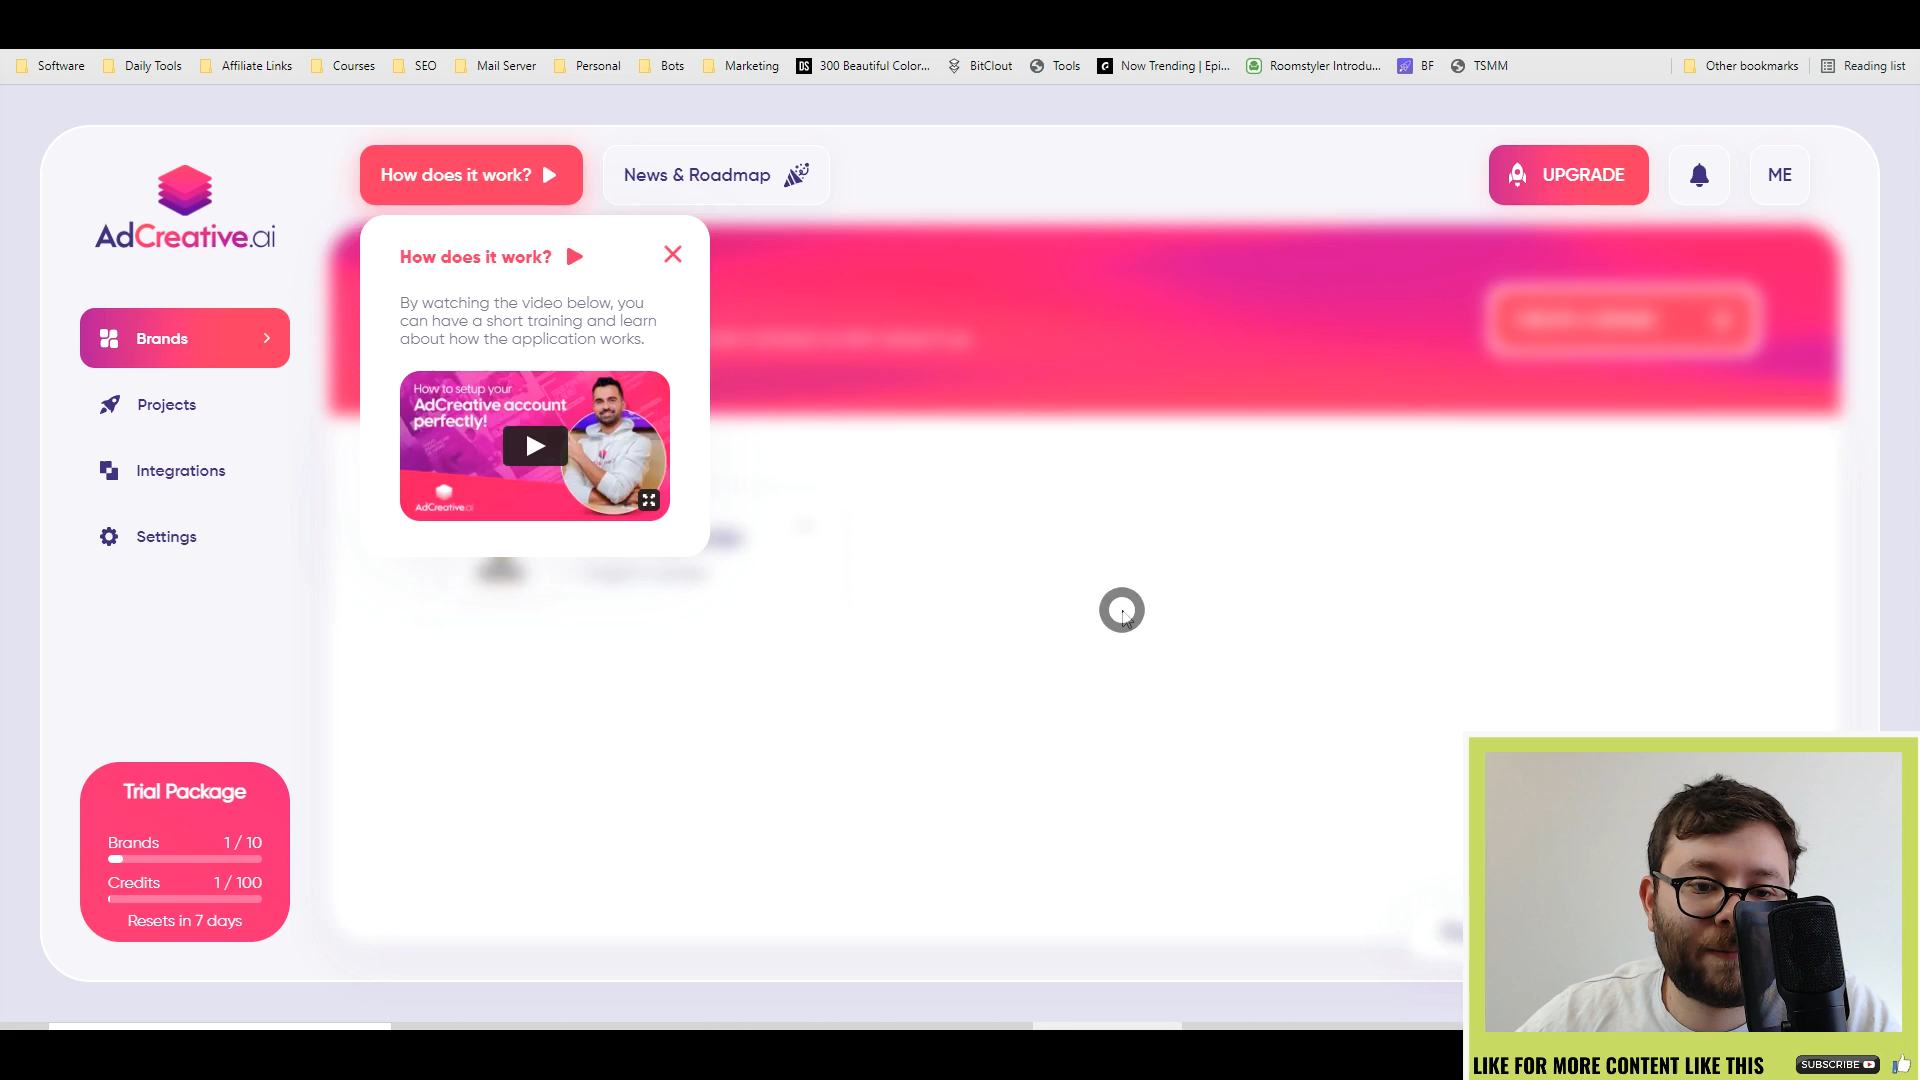 Software
Daily Tools
Affiliate Links
Courses
SEO
Mail Server
Personal
Bots
Marketing
DS 300 Beautiful Color...
BitClout
Tools
Now Trending | Epi...
Roomstyler Introdu...
BF
TSMM
Other bookmarks
Reading list
AdCreative.ai
How does it work?
News & Roadmap
UPGRADE
ME
How does it work?
By watching the video below, you
can have a short training and learn
about how the application works.
How to setup your
AdCreative account
perfectly!
AdCreative.ai
Brands
Projects
Integrations
Settings
Trial Package
Brands 1 / 10
Credits 1 / 100
Resets in 7 days
LIKE FOR MORE CONTENT LIKE THIS
SUBSCRIBE